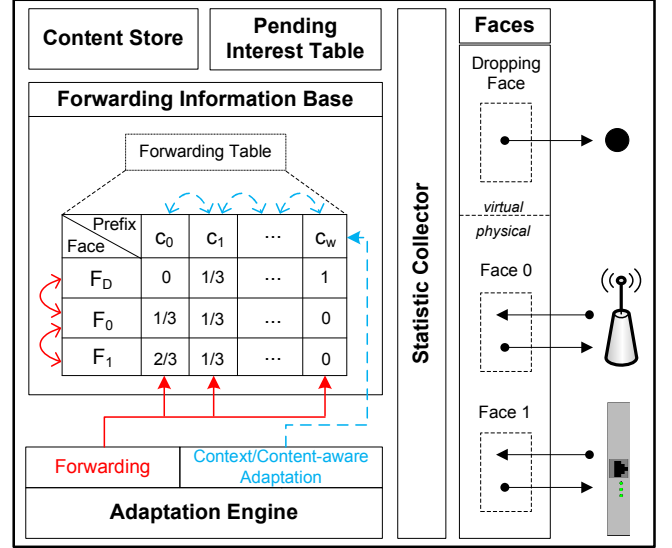 Content Store
Pending
Interest Table
Forwarding Information Base
Forwarding Table
Prefix
Face
c0 c1 ... cw
FD 0 1/3 1
F0 1/3 1/3 ... 0
F1 2/3 1/3 ... 0
Forwarding
Context/Content-aware
Adaptation
Adaptation Engine
Statistic Collector
Faces
Dropping
Face
virtual
physical
Face 0
Face 1